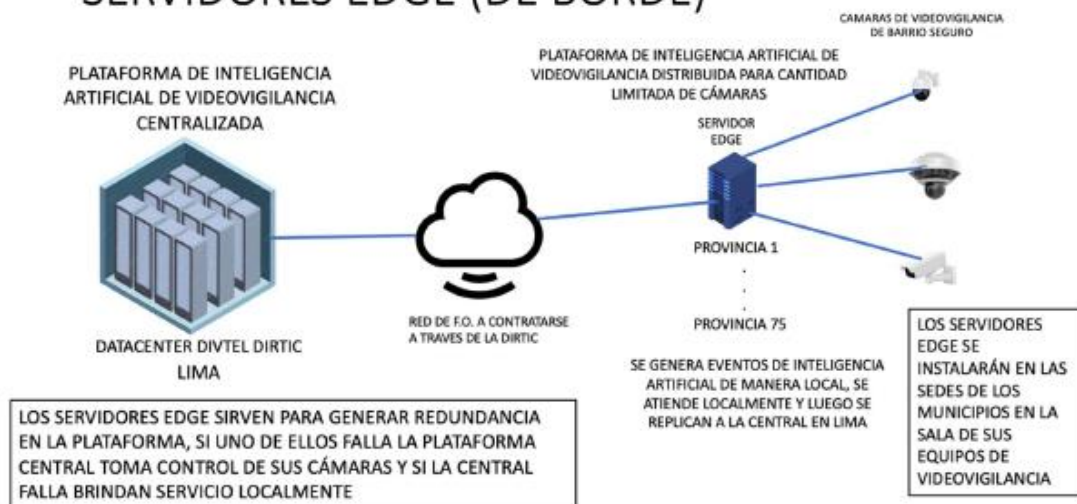 SERVIDORES EDGE (DE BORDE)
CAMARAS DE VIDEOVIGILANCIA
DE BARRIO SEGURO
PLATAFORMA DE INTELIGENCIA
ARTIFICIAL DE VIDEOVIGILANCIA
CENTRALIZADA
PLATAFORMA DE INTELIGENCIA ARTIFICIAL DE
VIDEOVIGILANCIA DISTRIBUIDA PARA CANTIDAD
LIMITADA DE CÁMARAS
SERVIDOR
EDGE
PROVINCIA 1
.
.
.
PROVINCIA 75
RED DE F.O. A CONTRATARSE
A TRAVES DE LA DIRTIC
DATACENTER DIVTEL DIRTIC
LIMA
SE GENERA EVENTOS DE INTELIGENCIA
ARTIFICIAL DE MANERA LOCAL, SE
ATIENDE LOCALMENTE Y LUEGO SE
REPLICAN A LA CENTRAL EN LIMA
LOS SERVIDORES
EDGE SE
INSTALARÁN EN LAS
SEDES DE LOS
MUNICIPIOS EN LA
SALA DE SUS
EQUIPOS DE
VIDEOVIGILANCIA
LOS SERVIDORES EDGE SIRVEN PARA GENERAR REDUNDANCIA
EN LA PLATAFORMA, SI UNO DE ELLOS FALLA LA PLATAFORMA
CENTRAL TOMA CONTROL DE SUS CÁMARAS Y SI LA CENTRAL
FALLA BRINDAN SERVICIO LOCALMENTE